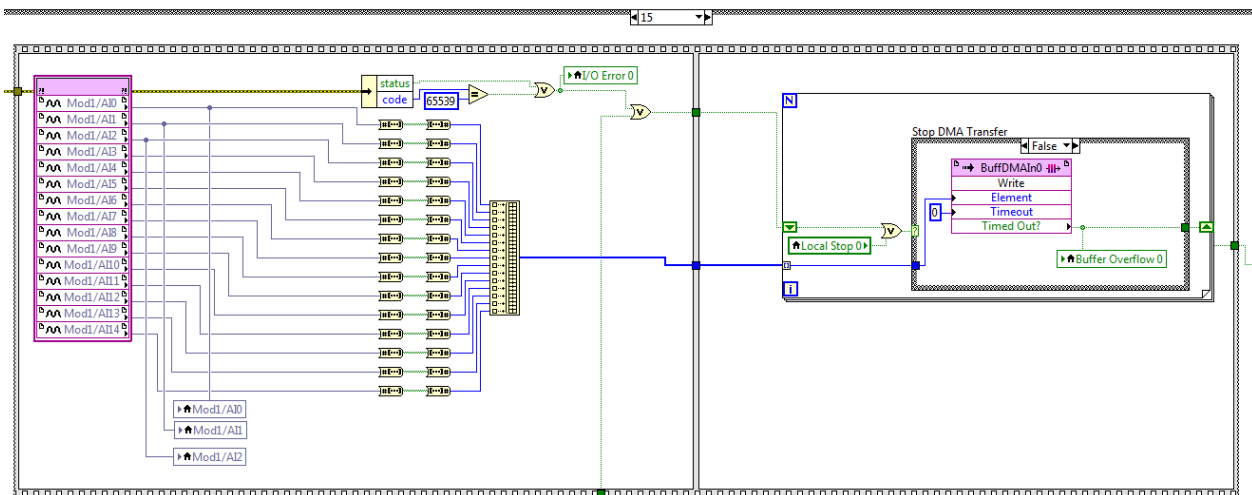 15
status
code
65539
I/O Error 0
Mod1/AI0
Mod1/AI1
Mod1/AI2
Mod1/AI3
Mod1/AI4
Mod1/AI5
Mod1/AI6
Mod1/AI7
Mod1/AI8
Mod1/AI9
Mod1/AI10
Mod1/AI11
Mod1/AI12
Mod1/AI13
Mod1/AI14
Mod1/AI0
Mod1/AI1
Mod1/AI2
N
Stop DMA Transfer
False
BuffDMAIn0
Write
Element
0 Timeout
Timed Out?
Local Stop 0
?
Buffer Overflow 0
i